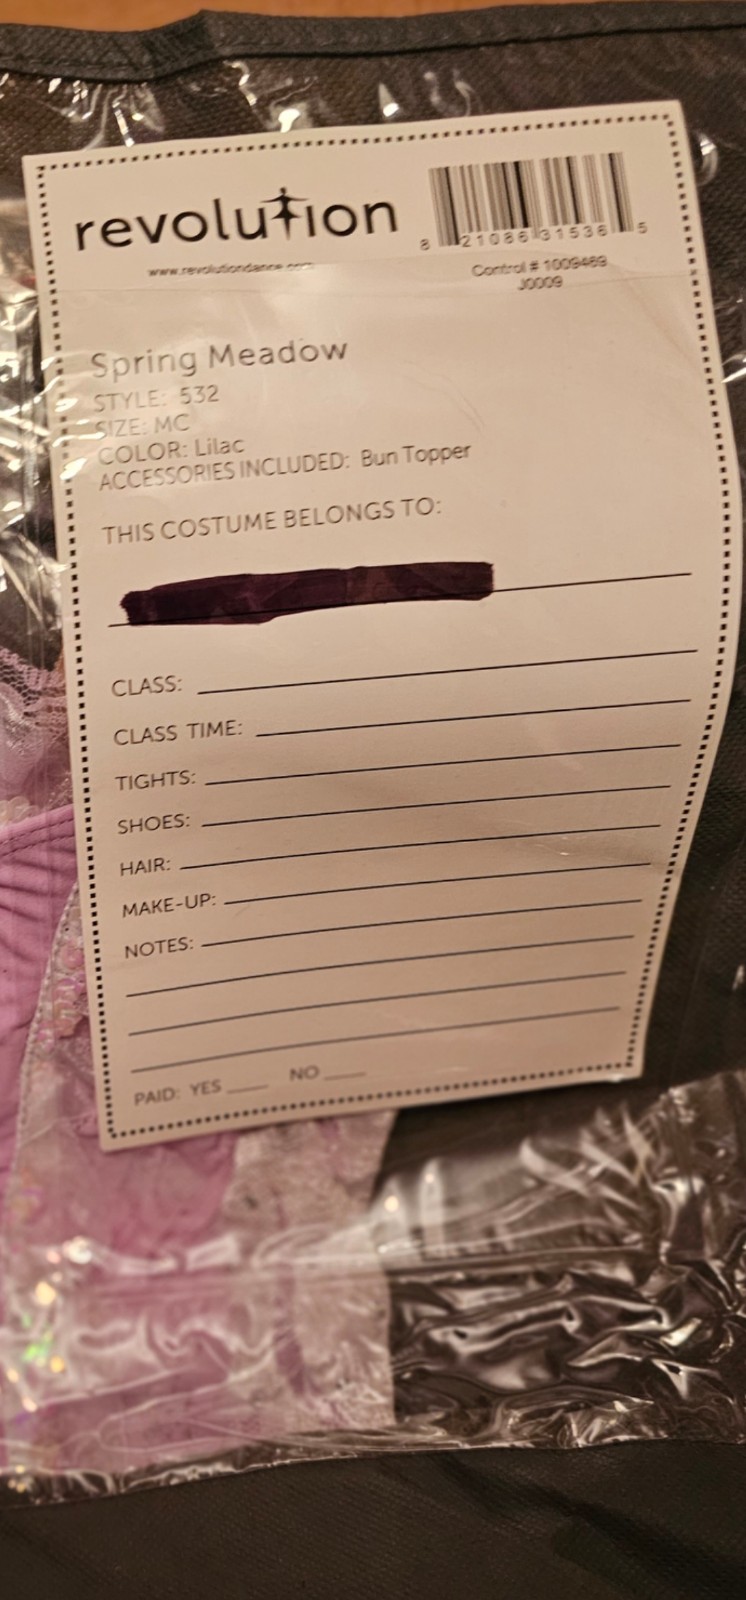 revolution
8 21086 31536 5
www.revolutiondance.com
Control # 1009469
J0009
Spring Meadow
STYLE: 532
SIZE: MC
COLOR: Lilac
ACCESSORIES INCLUDED: Bun Topper
THIS COSTUME BELONGS TO:
CLASS:
CLASS TIME:
TIGHTS:
SHOES:
HAIR:
MAKE-UP:
NOTES:
PAID: YES ____ NO ____